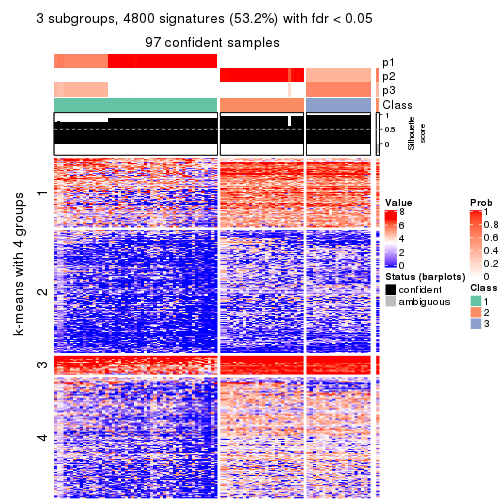 3 subgroups, 4800 signatures (53.2%) with fdr < 0.05
97 confident samples
p1
p2
p3
Class
1
0.5
0
Silhouette
score
k-means with 4 groups
1
2
3
4
Value
8
6
4
2
0
Status (barplots)
confident
ambiguous
Prob
1
0.8
0.6
0.4
0.2
0
Class
1
2
3